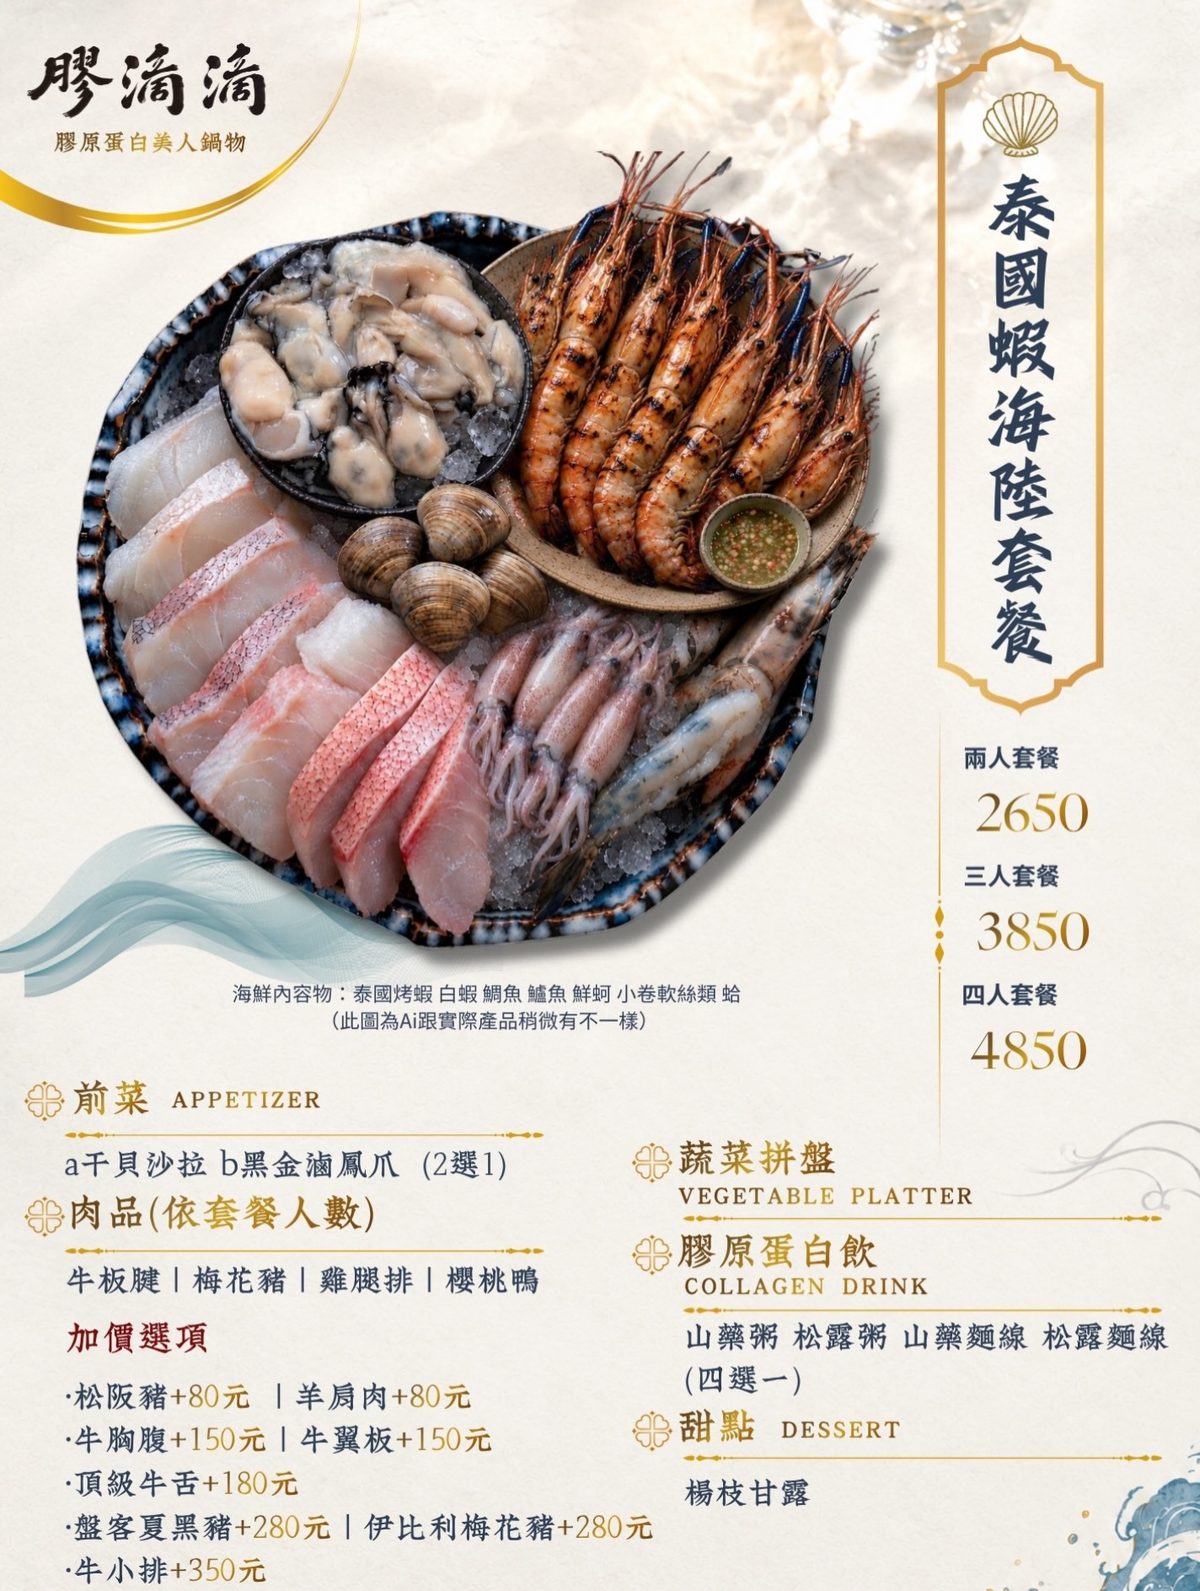 膠滴滴
膠原蛋白美人鍋物
泰國蝦海陸套餐
兩人套餐
2650
三人套餐
3850
四人套餐
4850
海鮮內容物：泰國烤蝦 白蝦 鯛魚 鱸魚 鮮蚵 小卷軟絲類 蛤
（此圖為Ai跟實際產品稍微有不一樣）
前菜 APPETIZER
a干貝沙拉 b黑金滷鳳爪 (2選1)
肉品(依套餐人數)
牛板腱｜梅花豬｜雞腿排｜櫻桃鴨
加價選項
·松阪豬+80元 ｜羊肩肉+80元
·牛胸腹+150元｜牛翼板+150元
·頂級牛舌+180元
·盤客夏黑豬+280元｜伊比利梅花豬+280元
·牛小排+350元
蔬菜拼盤
VEGETABLE PLATTER
膠原蛋白飲
COLLAGEN DRINK
山藥粥 松露粥 山藥麵線 松露麵線
(四選一)
甜點 DESSERT
楊枝甘露